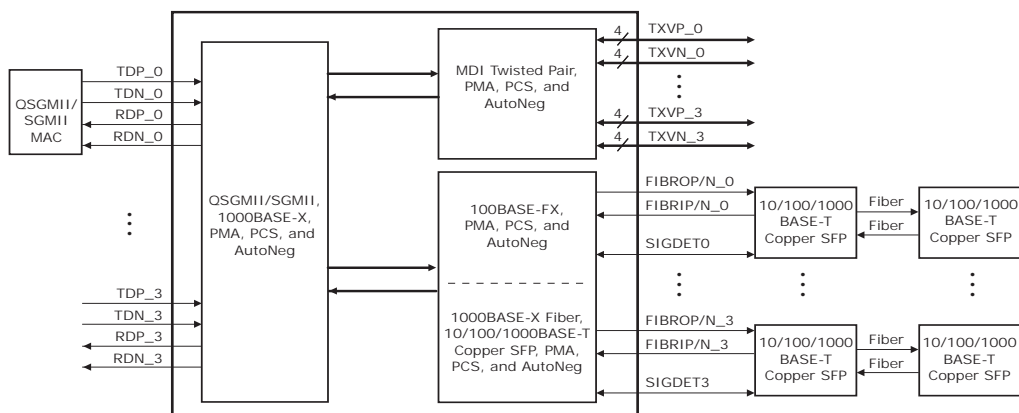 QSGMII/
SGMII
MAC
TDP_0
TDN_0
RDP_0
RDN_0
TDP_3
TDN_3
RDP_3
RDN_3
QSGMII/SGMII,
1000BASE-X,
PMA, PCS, and
AutoNeg
MDI Twisted Pair,
PMA, PCS, and
AutoNeg
4 TXVP_0
4 TXVN_0
4 TXVP_3
4 TXVN_3
100BASE-FX,
PMA, PCS, and
AutoNeg
1000BASE-X Fiber,
10/100/1000BASE-T
Copper SFP, PMA,
PCS, and AutoNeg
FIBROP/N_0
FIBRIP/N_0
SIGDET0
10/100/1000
BASE-T
Copper SFP
Fiber
Fiber
10/100/1000
BASE-T
Copper SFP
FIBROP/N_3
FIBRIP/N_3
SIGDET3
10/100/1000
BASE-T
Copper SFP
Fiber
Fiber
10/100/1000
BASE-T
Copper SFP